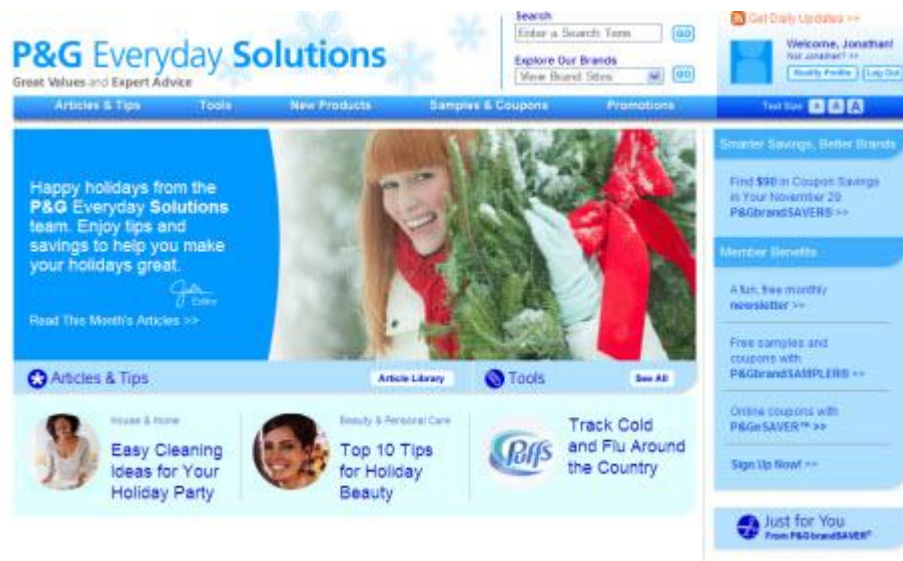 P&G Everyday Solutions
Great Values and Expert Advice
Search
Enter a Search Term GO
Explore Our Brands
View Brand Sites GO
Get Daily Updates >>
Welcome, Jonathan!
Not Jonathan? >>
Modify Profile Log Out
Articles & Tips Tools New Products Samples & Coupons Promotions
Text Size A A A
Happy holidays from the
P&G Everyday Solutions
team. Enjoy tips and
savings to help you make
your holidays great.
Editor
Read This Month's Articles >>
Smarter Savings, Better Brands
Find $90 in Coupon Savings
in Your November 29
P&GbrandSAVER® >>
Member Benefits
A fun, free monthly
newsletter >>
Free samples and
coupons with
P&GbrandSAMPLER® >>
Online coupons with
P&GeSAVER™ >>
Sign Up Now! >>
Just for You
From P&GbrandSAVER®
Articles & Tips Article Library
House & Home
Easy Cleaning
Ideas for Your
Holiday Party
Beauty & Personal Care
Top 10 Tips
for Holiday
Beauty
Tools See All
Puffs
Track Cold
and Flu Around
the Country